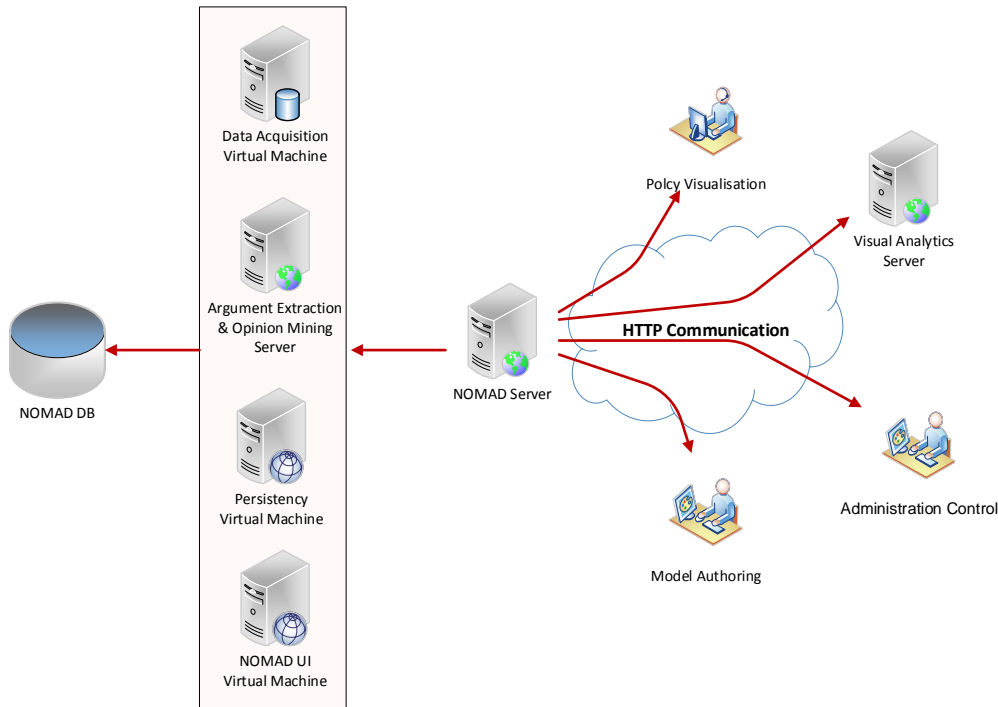 Data Acquisition
Virtual Machine
Argument Extraction
& Opinion Mining
Server
Persistency
Virtual Machine
NOMAD UI
Virtual Machine
NOMAD DB
NOMAD Server
HTTP Communication
Polcy Visualisation
Visual Analytics
Server
Administration Control
Model Authoring